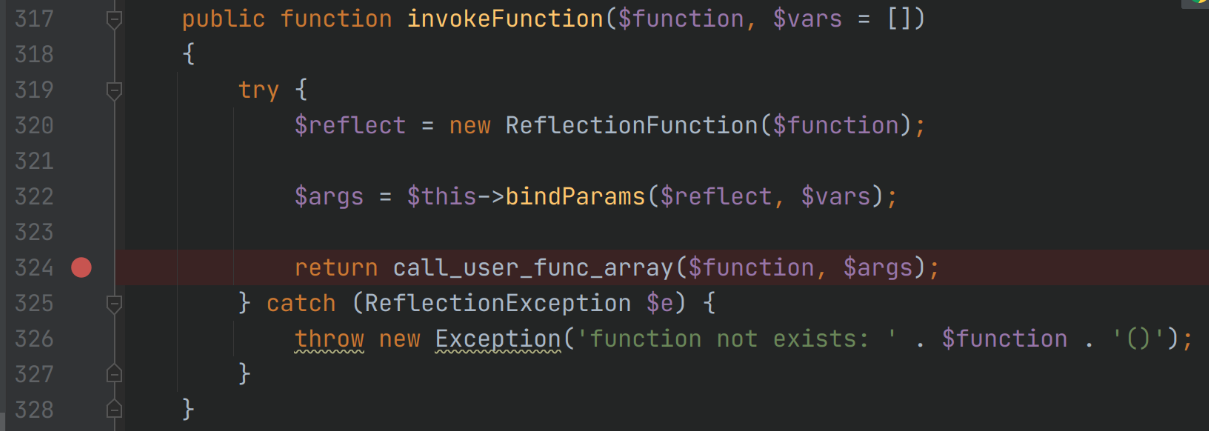 317 public function invokeFunction($function, $vars = [])
318 {
319 try {
320 $reflect = new ReflectionFunction($function);
321
322 $args = $this->bindParams($reflect, $vars);
323
324 return call_user_func_array($function, $args);
325 } catch (ReflectionException $e) {
326 throw new Exception('function not exists: ' . $function . '()');
327 }
328 }